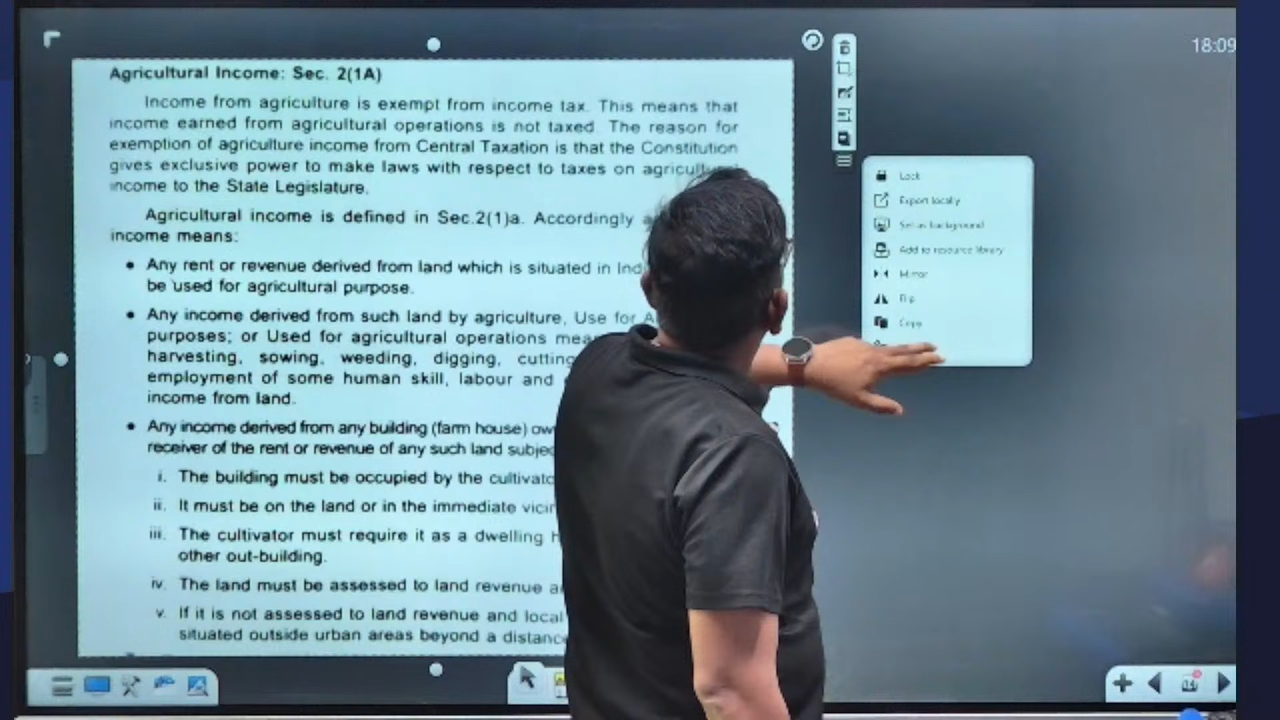 18:09
Agricultural Income: Sec. 2(1A)
Income from agriculture is exempt from income tax. This means that
income earned from agricultural operations is not taxed. The reason for
exemption of agriculture income from Central Taxation is that the Constitution
gives exclusive power to make laws with respect to taxes on
income to the State Legislature.
Agricultural income is defined in Sec.2(1)a. Accordingly
income means:
• Any rent or revenue derived from land which is situated in
be used for agricultural purpose.
• Any income derived from such land by agriculture, Use for
purposes; or Used for agricultural operations
harvesting, sowing, weeding, digging,
employment of some human skill, labour and
income from land.
• Any income derived from any building (farm house)
receiver of the rent or revenue of any such land
i. The building must be occupied by the
ii. It must be on the land or in the immediate
iii. The cultivator must require it as a dwelling
other out-building.
iv. The land must be assessed to land revenue
v. If it is not assessed to land revenue and local
situated outside urban areas beyond a
Lock
Export locally
Set as background
Add to resource library
Mirror
Flip
Copy